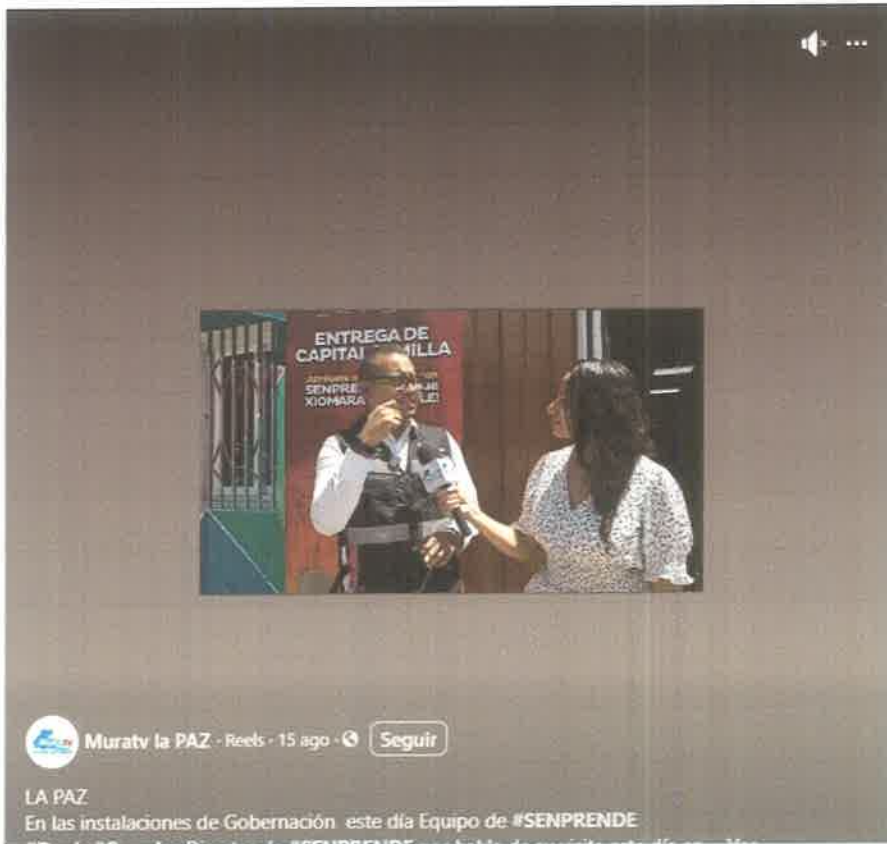 ENTREGA DE
CAPITAL MILLA
SENPRE
XIOMARA
Muratv la PAZ · Reels · 15 ago · Seguir
LA PAZ
En las instalaciones de Gobernación este día Equipo de #SENPRENDE